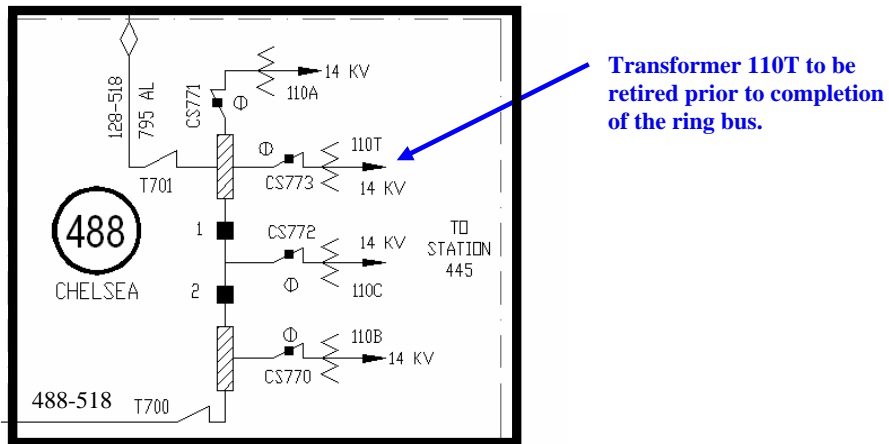 128-518
795 AL
CS771
Φ
14 KV
110A
Transformer 110T to be
retired prior to completion
of the ring bus.
T701
Φ
110T
CS773
14 KV
488
CHELSEA
1
CS772
14 KV
Φ
110C
TO
STATION
445
2
Φ
110B
CS770
14 KV
488-518
T700